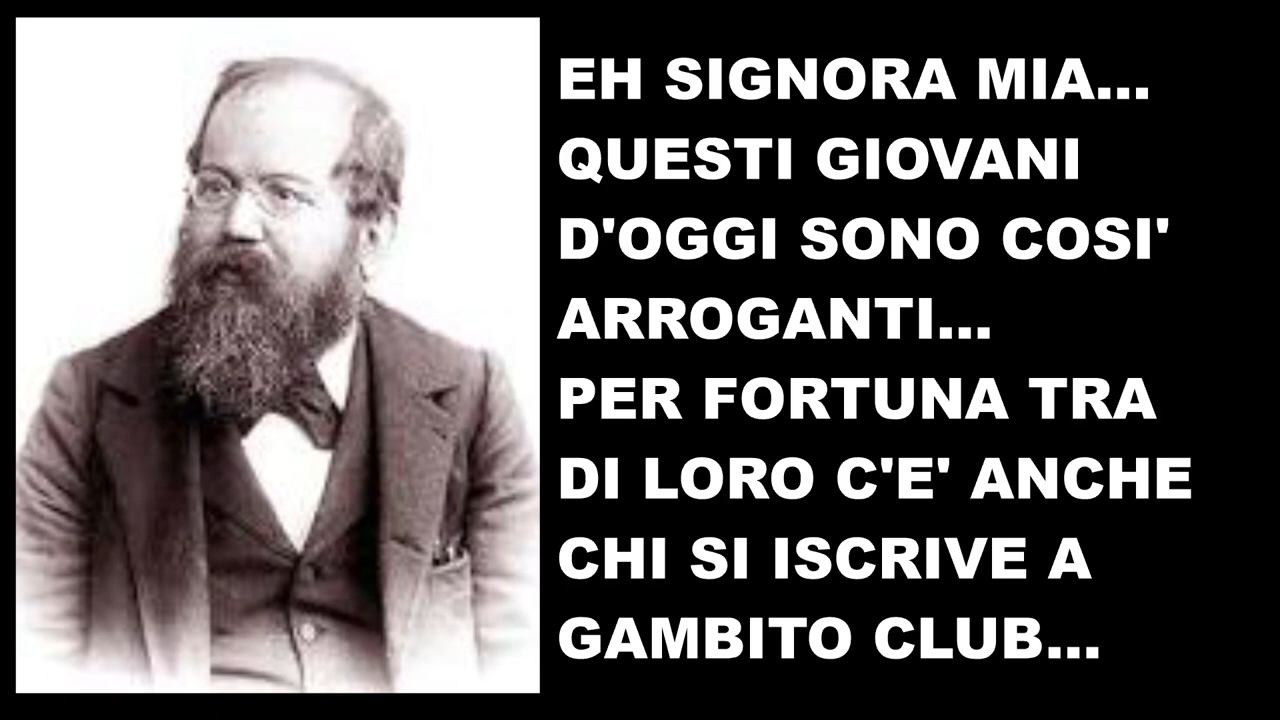 EH SIGNORA MIA...
QUESTI GIOVANI
D'OGGI SONO COSI'
ARROGANTI...
PER FORTUNA TRA
DI LORO C'E' ANCHE
CHI SI ISCRIVE A
GAMBITO CLUB...